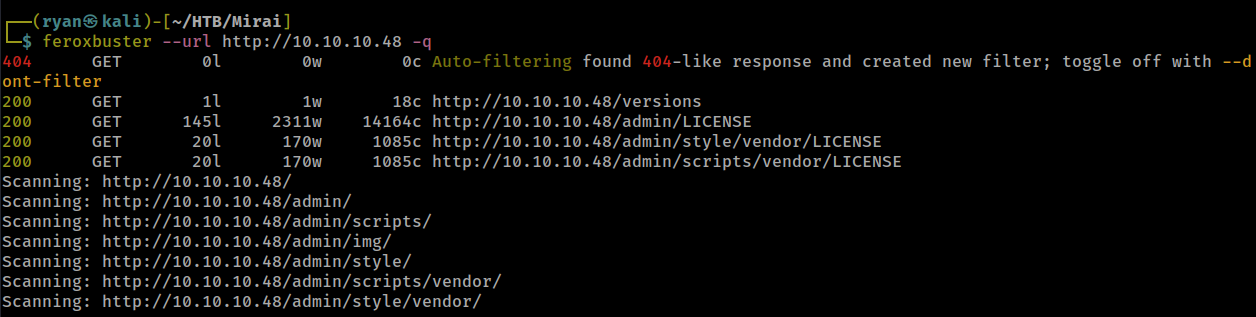 ┌──(ryan㉿kali)-[~/HTB/Mirai]
└─$ feroxbuster --url http://10.10.10.48 -q
404      GET        0l        0w        0c Auto-filtering found 404-like response and created new filter; toggle off with --d
ont-filter
200      GET        1l        1w       18c http://10.10.10.48/versions
200      GET      145l     2311w    14164c http://10.10.10.48/admin/LICENSE
200      GET       20l      170w     1085c http://10.10.10.48/admin/style/vendor/LICENSE
200      GET       20l      170w     1085c http://10.10.10.48/admin/scripts/vendor/LICENSE
Scanning: http://10.10.10.48/
Scanning: http://10.10.10.48/admin/
Scanning: http://10.10.10.48/admin/scripts/
Scanning: http://10.10.10.48/admin/img/
Scanning: http://10.10.10.48/admin/style/
Scanning: http://10.10.10.48/admin/scripts/vendor/
Scanning: http://10.10.10.48/admin/style/vendor/